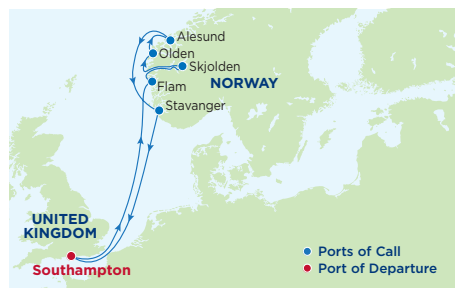 Alesund
Olden
Skjolden
NORWAY
Flam
Stavanger
UNITED
KINGDOM
Southampton
Ports of Call
Port of Departure